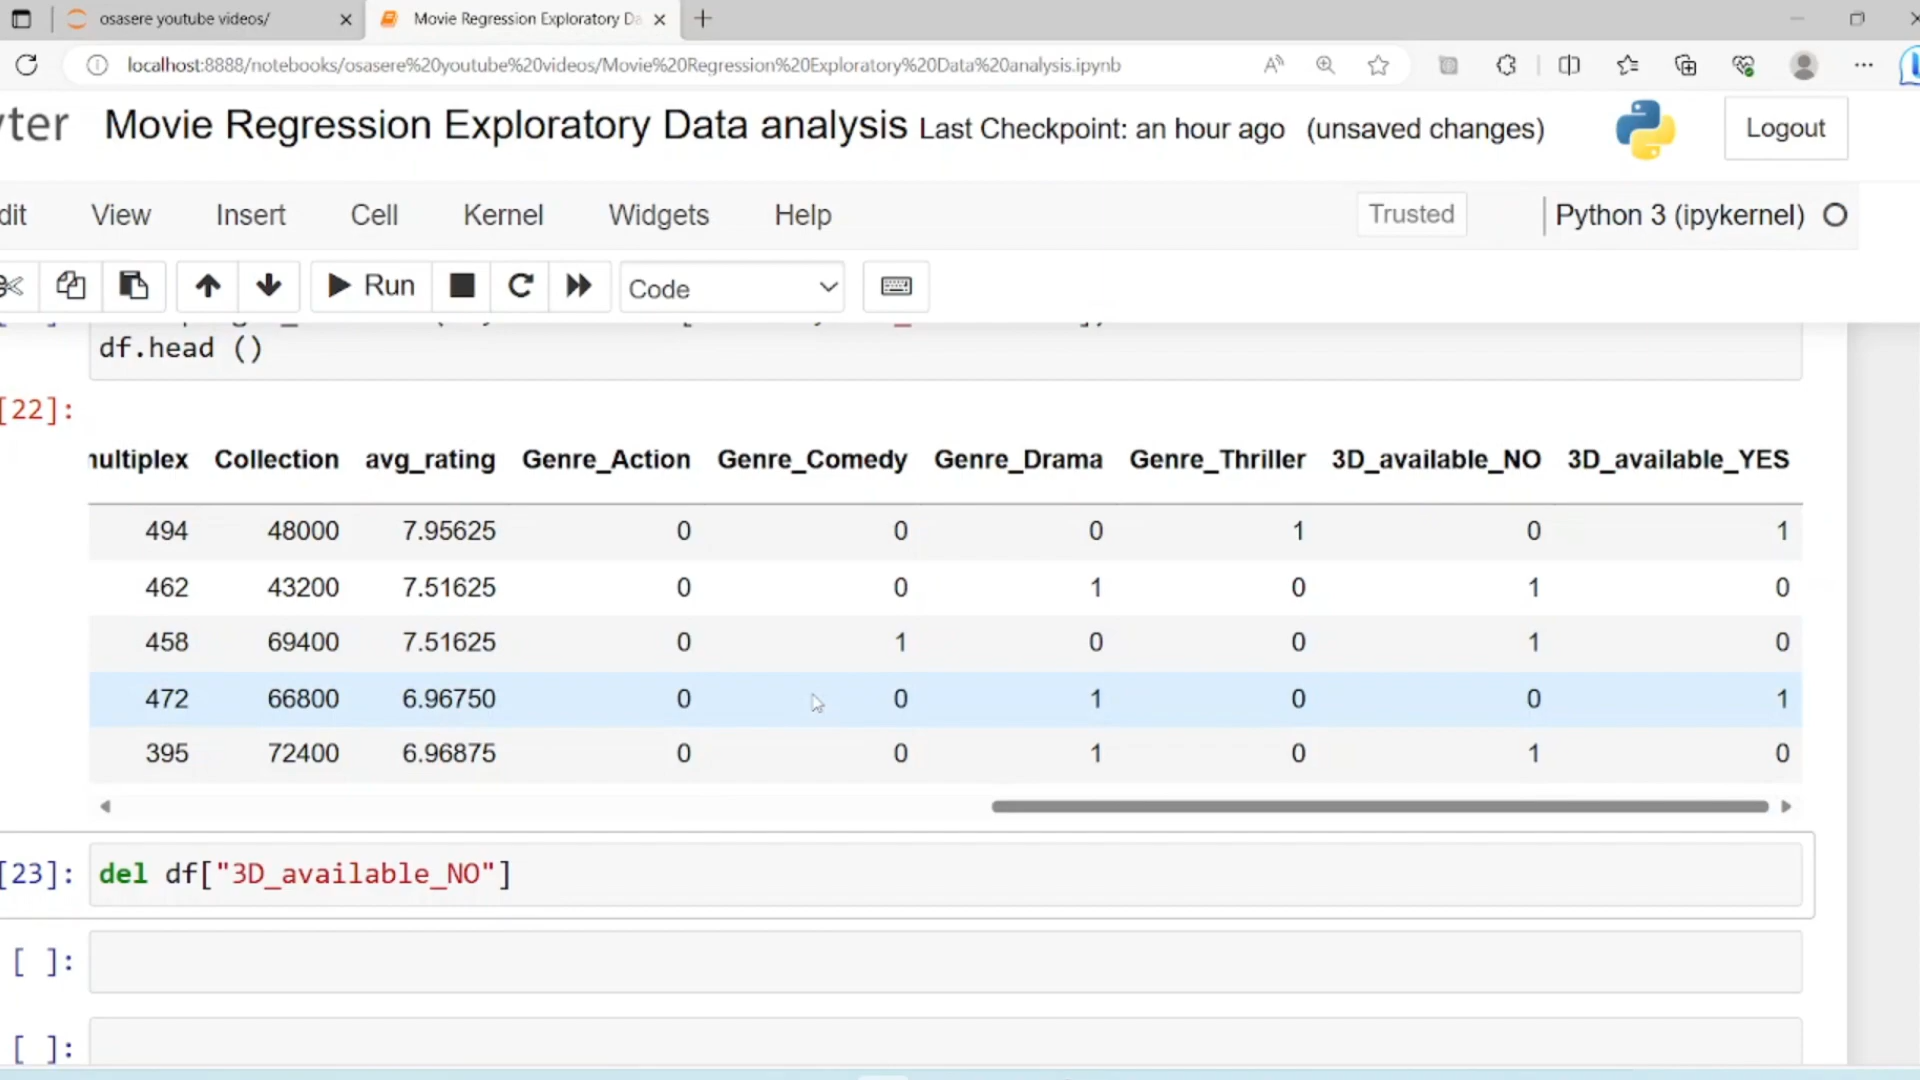 osasere youtube videos/
Movie Regression Exploratory Da
localhost:8888/notebooks/osasere%20youtube%20videos/Movie%20Regression%20Exploratory%20Data%20analysis.ipynb
yter Movie Regression Exploratory Data analysis Last Checkpoint: an hour ago (unsaved changes) Logout
dit View Insert Cell Kernel Widgets Help Trusted Python 3 (ipykernel)
Run Code
df.head ()
[22]:
multiplex Collection avg_rating Genre_Action Genre_Comedy Genre_Drama Genre_Thriller 3D_available_NO 3D_available_YES
494 48000 7.95625 0 0 0 1 0 1
462 43200 7.51625 0 0 1 0 1 0
458 69400 7.51625 0 1 0 0 1 0
472 66800 6.96750 0 0 1 0 0 1
395 72400 6.96875 0 0 1 0 1 0
[23]: del df["3D_available_NO"]
[ ]:
[ ]: